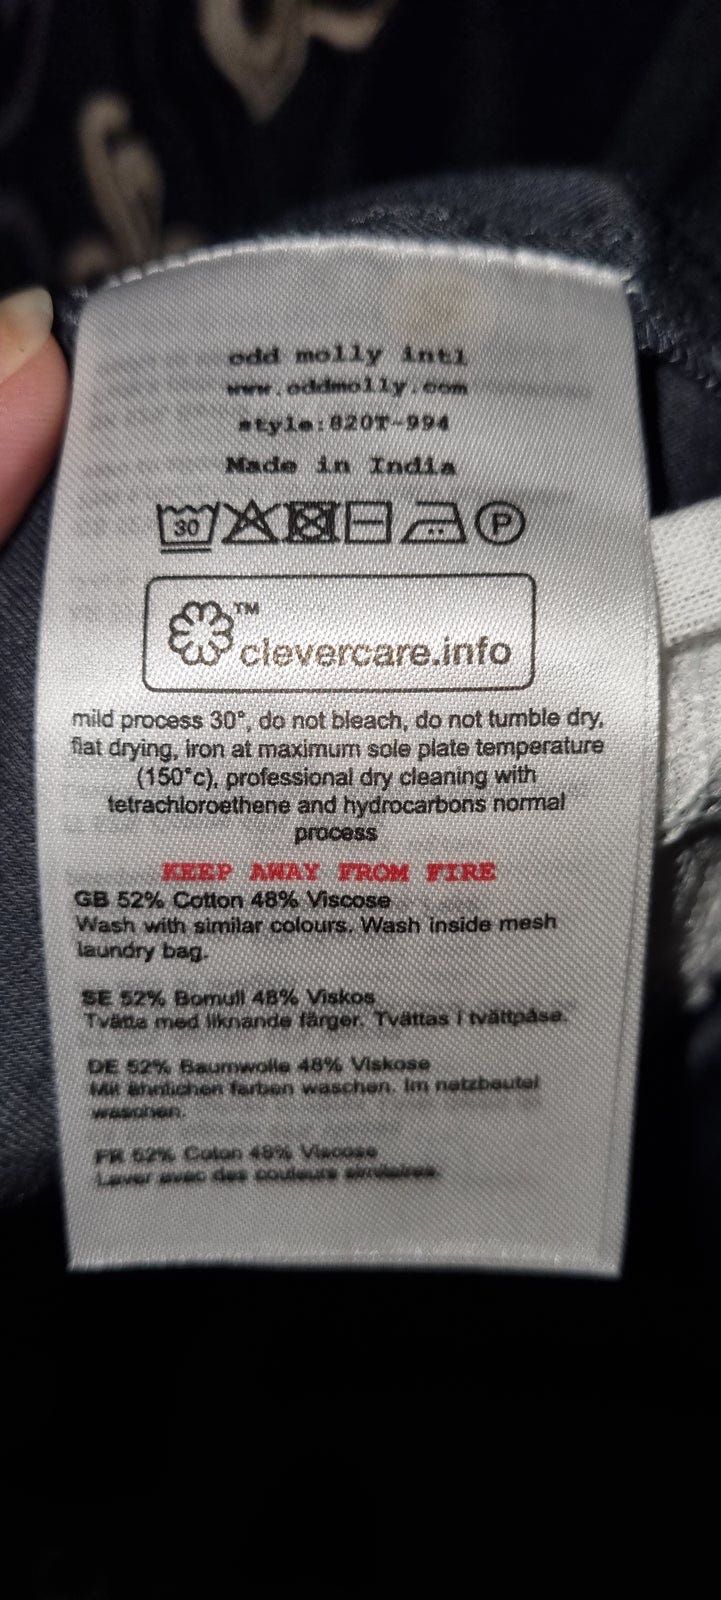 odd molly intl
www.oddmolly.com
style:820T-994
Made in India
30 P
TM
clevercare.info
mild process 30°, do not bleach, do not tumble dry,
flat drying, iron at maximum sole plate temperature
(150°c), professional dry cleaning with
tetrachloroethene and hydrocarbons normal
process
KEEP AWAY FROM FIRE
GB 52% Cotton 48% Viscose
Wash with similar colours. Wash inside mesh
laundry bag.
SE 52% Bomull 48% Viskos
Tvätta med liknande färger. Tvättas i tvättpåse.
DE 52% Baumwolle 48% Viskose
Mit ähnlichen farben waschen. Im netzbeutel
waschen.
FR 52% Coton 48% Viscose
Laver avec des couleurs similaires.